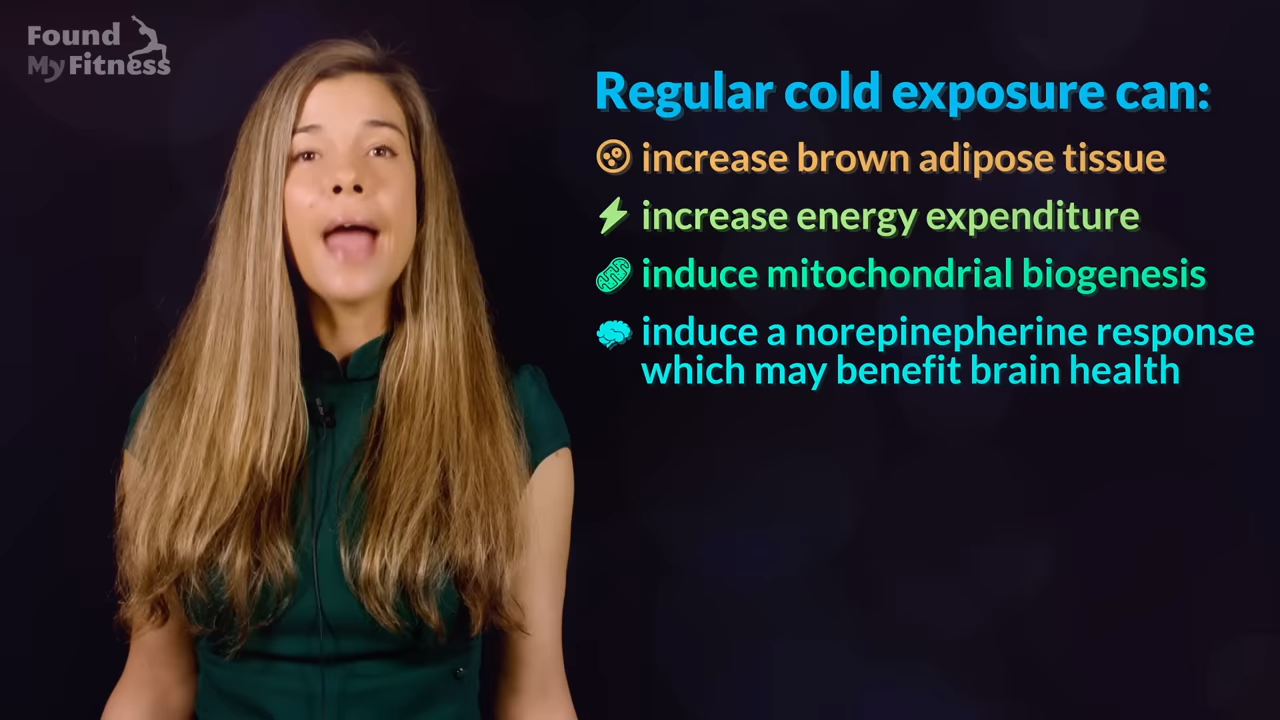 Found
MyFitness
Regular cold exposure can:
increase brown adipose tissue
increase energy expenditure
induce mitochondrial biogenesis
induce a norepinepherine response
which may benefit brain health